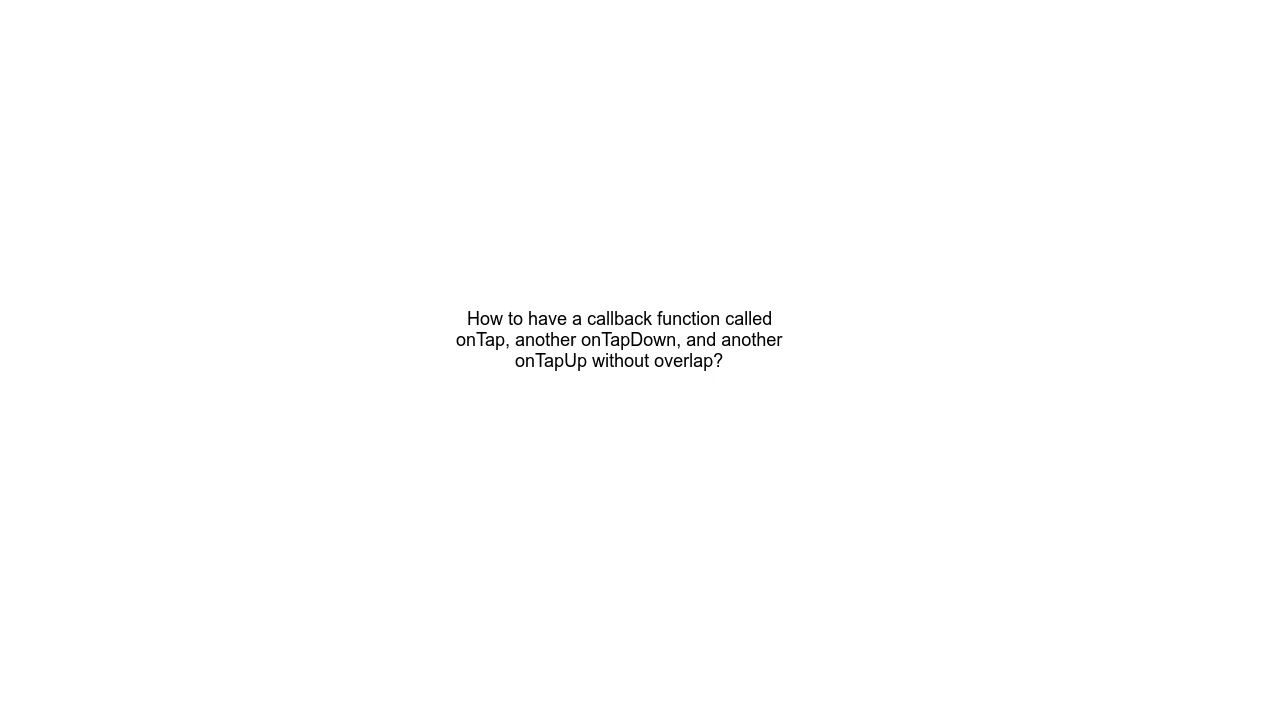 How to have a callback function called
onTap, another onTapDown, and another
onTapUp without overlap?